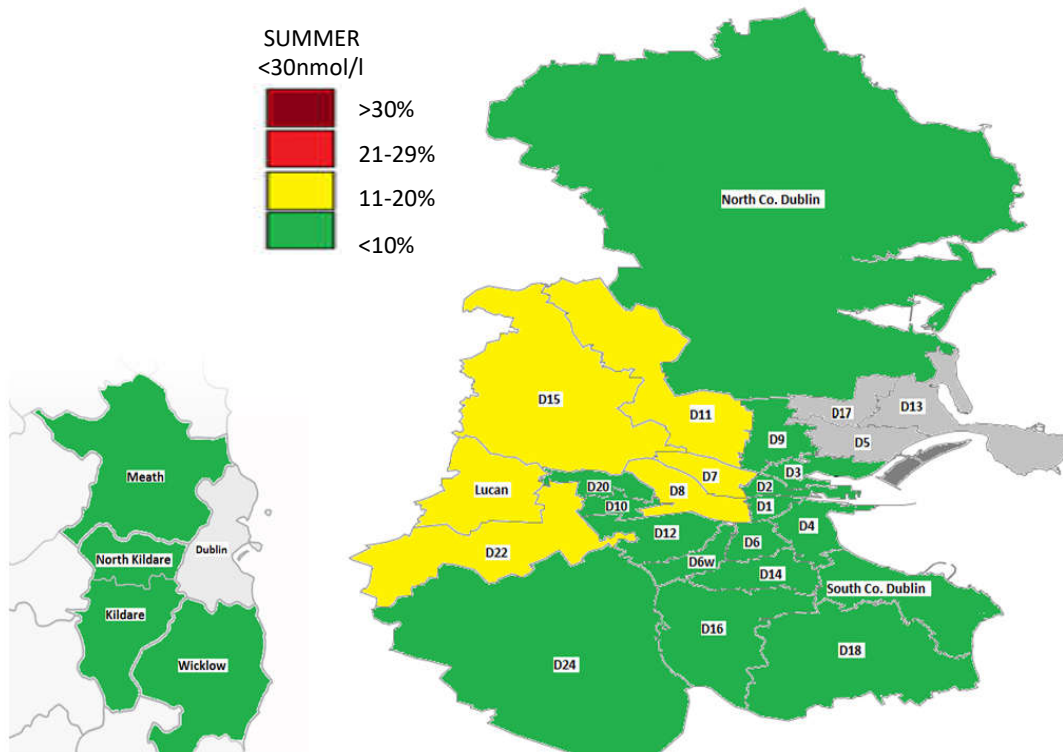 SUMMER
<30nmol/l
>30%
21-29%
11-20%
<10%
North Co. Dublin
D15
D11
D17
D13
D5
D9
D3
D7
D2
D8
D20
D10
D1
Lucan
D4
D12
D6
D22
D6w
D14
South Co. Dublin
D16
D18
D24
Meath
North Kildare
Dublin
Kildare
Wicklow